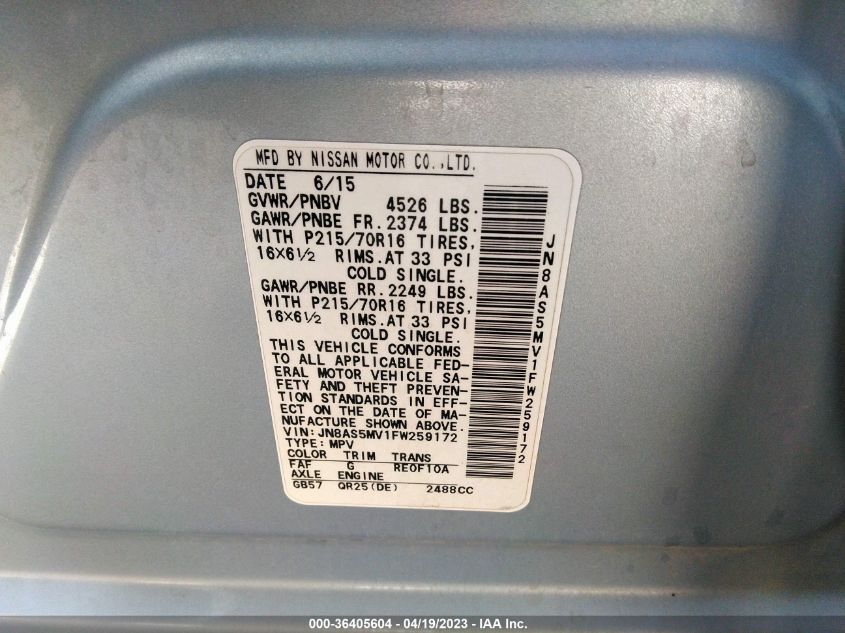 MFD BY NISSAN MOTOR CO.,LTD.
DATE 6/15
GVWR/PNBV 4526 LBS.
GAWR/PNBE FR. 2374 LBS.
WITH P215/70R16 TIRES,
16X6½ RIMS.AT 33 PSI
COLD SINGLE.
GAWR/PNBE RR. 2249 LBS.
WITH P215/70R16 TIRES,
16X6½ RIMS.AT 33 PSI
COLD SINGLE.
THIS VEHICLE CONFORMS
TO ALL APPLICABLE FED-
ERAL MOTOR VEHICLE SA-
FETY AND THEFT PREVEN-
TION STANDARDS IN EFF-
ECT ON THE DATE OF MA-
NUFACTURE SHOWN ABOVE.
VIN: JN8AS5MV1FW259172
TYPE: MPV
COLOR TRIM TRANS
FAF G RE0F10A
AXLE ENGINE
GB57 QR25(DE) 2488CC
JN8AS5MV1FW259172
000-36405604 - 04/19/2023 - IAA Inc.